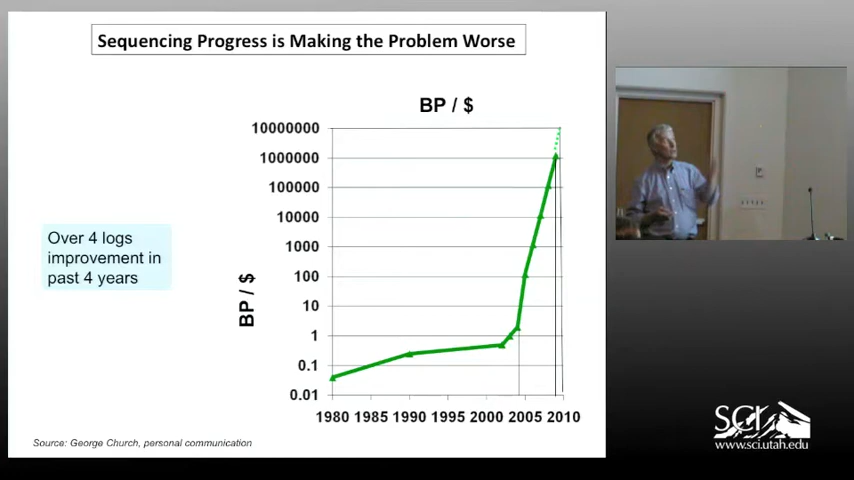 Sequencing Progress is Making the Problem Worse
BP / $
10000000
1000000
100000
10000
1000
100
10
1
0.1
0.01
BP / $
1980 1985 1990 1995 2000 2005 2010
Over 4 logs
improvement in
past 4 years
Source: George Church, personal communication
SCI
www.sci.utah.edu